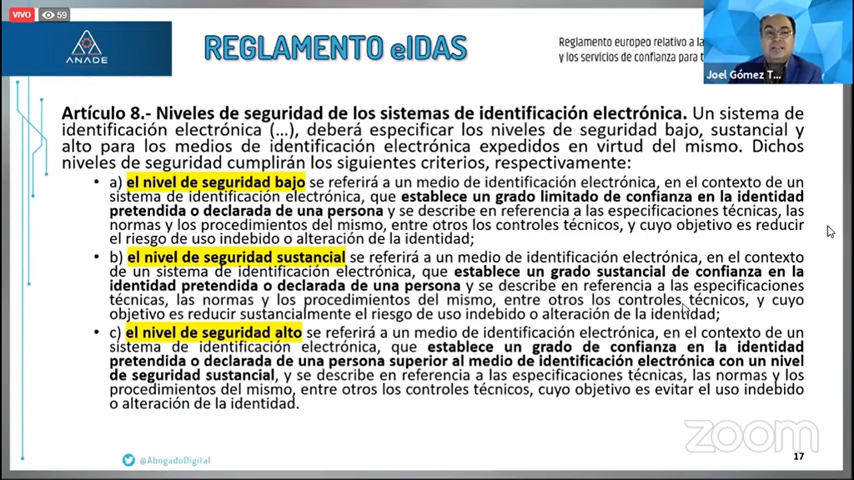 VIVO 59
ANADE
REGLAMENTO eIDAS
Reglamento europeo relativo a la
y los servicios de confianza para t
Joel Gómez T...
Artículo 8.- Niveles de seguridad de los sistemas de identificación electrónica. Un sistema de
identificación electrónica (...), deberá especificar los niveles de seguridad bajo, sustancial y
alto para los medios de identificación electrónica expedidos en virtud del mismo. Dichos
niveles de seguridad cumplirán los siguientes criterios, respectivamente:
• a) el nivel de seguridad bajo se referirá a un medio de identificación electrónica, en el contexto de un
sistema de identificación electrónica, que establece un grado limitado de confianza en la identidad
pretendida o declarada de una persona y se describe en referencia a las especificaciones técnicas, las
normas y los procedimientos del mismo, entre otros los controles técnicos, y cuyo objetivo es reducir
el riesgo de uso indebido o alteración de la identidad;
• b) el nivel de seguridad sustancial se referirá a un medio de identificación electrónica, en el contexto
de un sistema de identificación electrónica, que establece un grado sustancial de confianza en la
identidad pretendida o declarada de una persona y se describe en referencia a las especificaciones
técnicas, las normas y los procedimientos del mismo, entre otros los controles técnicos, y cuyo
objetivo es reducir sustancialmente el riesgo de uso indebido o alteración de la identidad;
• c) el nivel de seguridad alto se referirá a un medio de identificación electrónica, en el contexto de un
sistema de identificación electrónica, que establece un grado de confianza en la identidad
pretendida o declarada de una persona superior al medio de identificación electrónica con un nivel
de seguridad sustancial, y se describe en referencia a las especificaciones técnicas, las normas y los
procedimientos del mismo, entre otros los controles técnicos, cuyo objetivo es evitar el uso indebido
o alteración de la identidad.
@AbogadoDigital
zoom
17